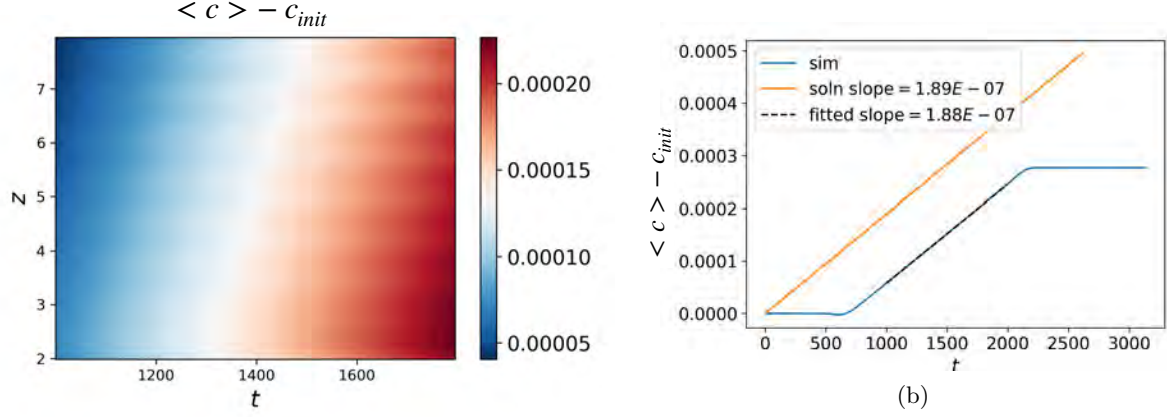 < c > − c_init
7
6
5
4
3
2
z
1200
1400
1600
t
0.00020
0.00015
0.00010
0.00005
0.0005
0.0004
0.0003
0.0002
0.0001
0.0000
< c > − c_init
sim
soln slope = 1.89E − 07
fitted slope = 1.88E − 07
0
500
1000
1500
2000
2500
3000
t
(b)